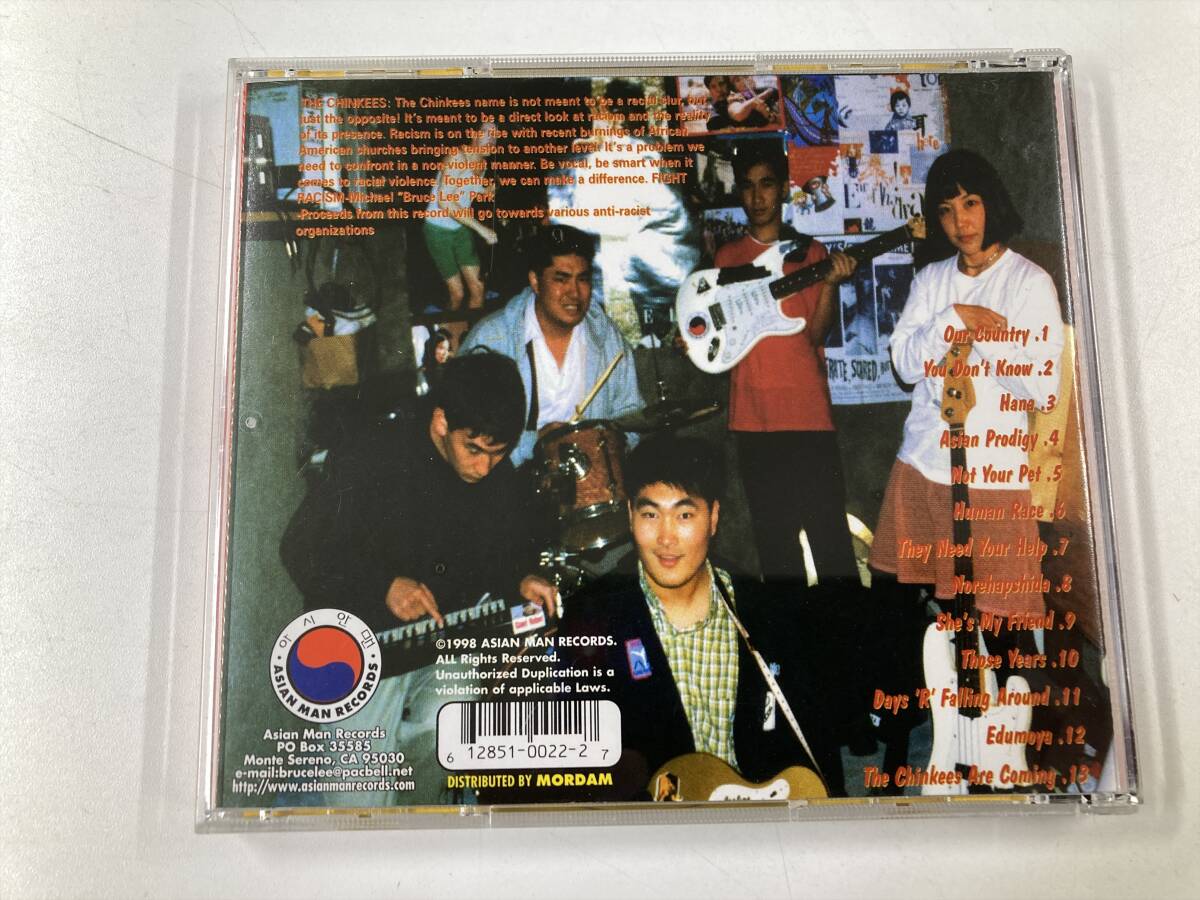 THE CHINKEES: The Chinkees name is not meant to be a racial slur, but
just the opposite! It's meant to be a direct look at racism and the reality
of its presence. Racism is on the rise with recent burnings of African
American churches bringing tension to another level. It's a problem we
need to confront in a non-violent manner. Be vocal, be smart when it
comes to racial violence. Together, we can make a difference. FIGHT
RACISM-Michael "Bruce Lee" Park
-Proceeds from this record will go towards various anti-racist
organizations
Our Country .1
You Don't Know .2
Hana .3
Asian Prodigy .4
Not Your Pet .5
Human Race .6
They Need Your Help .7
Norehapshida .8
She's My Friend .9
Those Years .10
Days 'R' Falling Around .11
Edumoya .12
The Chinkees Are Coming .13
아시안맨
• ASIAN MAN RECORDS •
Asian Man Records
PO Box 35585
Monte Sereno, CA 95030
e-mail:brucelee@pacbell.net
http://www.asianmanrecords.com
©1998 ASIAN MAN RECORDS.
ALL Rights Reserved.
Unauthorized Duplication is a
violation of applicable Laws.
6 12851-0022-2 7
DISTRIBUTED BY MORDAM